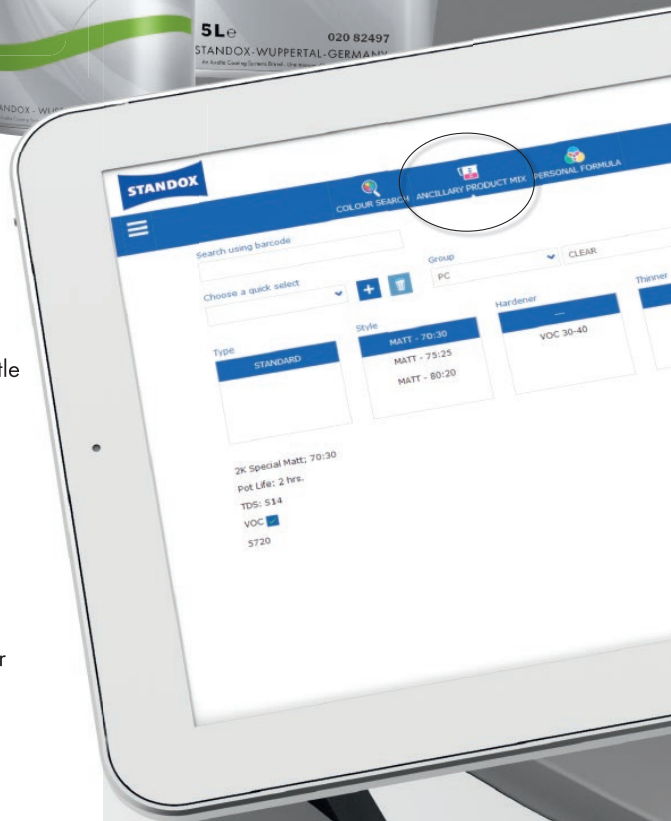 5L e
020 82497
STANDOX-WUPPERTAL-GERMANY
STANDOX
COLOUR SEARCH
ANCILLARY PRODUCT MIX
PERSONAL FORMULA
Search using barcode
Choose a quick select
Group
PC
CLEAR
Type
STANDARD
Style
MATT - 70:30
MATT - 75:25
MATT - 80:20
Hardener
---
VOC 30-40
Thinner
tle
2K Special Matt; 70:30
Pot Life: 2 hrs.
TDS: 514
VOC
5720
r